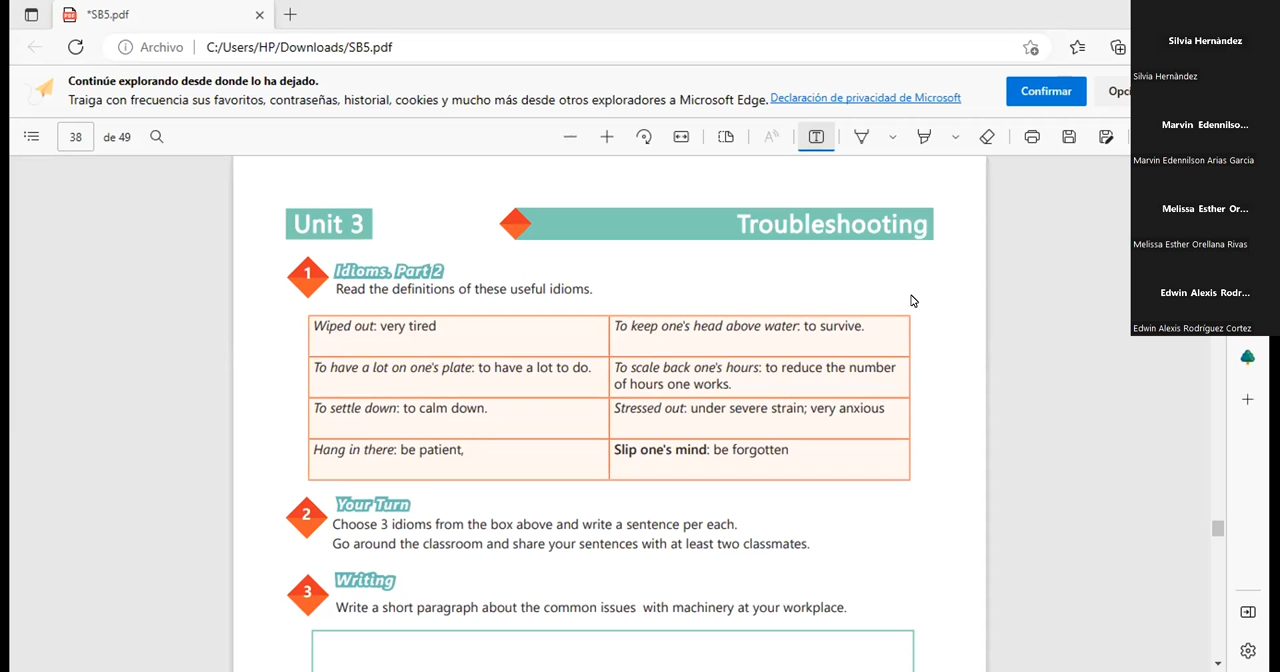 *SB5.pdf
Archivo
C:/Users/HP/Downloads/SB5.pdf
Continúe explorando desde donde lo ha dejado.
Traiga con frecuencia sus favoritos, contraseñas, historial, cookies y mucho más desde otros exploradores a Microsoft Edge. Declaración de privacidad de Microsoft
Confirmar
Opci
38 de 49
Unit 3
Troubleshooting
1
Idioms. Part 2
Read the definitions of these useful idioms.
Wiped out: very tired
To keep one's head above water: to survive.
To have a lot on one's plate: to have a lot to do.
To scale back one's hours: to reduce the number
of hours one works.
To settle down: to calm down.
Stressed out: under severe strain; very anxious
Hang in there: be patient,
Slip one's mind: be forgotten
2
Your Turn
Choose 3 idioms from the box above and write a sentence per each.
Go around the classroom and share your sentences with at least two classmates.
3
Writing
Write a short paragraph about the common issues with machinery at your workplace.
Silvia Hernàndez
Silvia Hernàndez
Marvin Edennilso...
Marvin Edennilson Arias Garcia
Melissa Esther Or...
Melissa Esther Orellana Rivas
Edwin Alexis Rodr...
Edwin Alexis Rodríguez Cortez